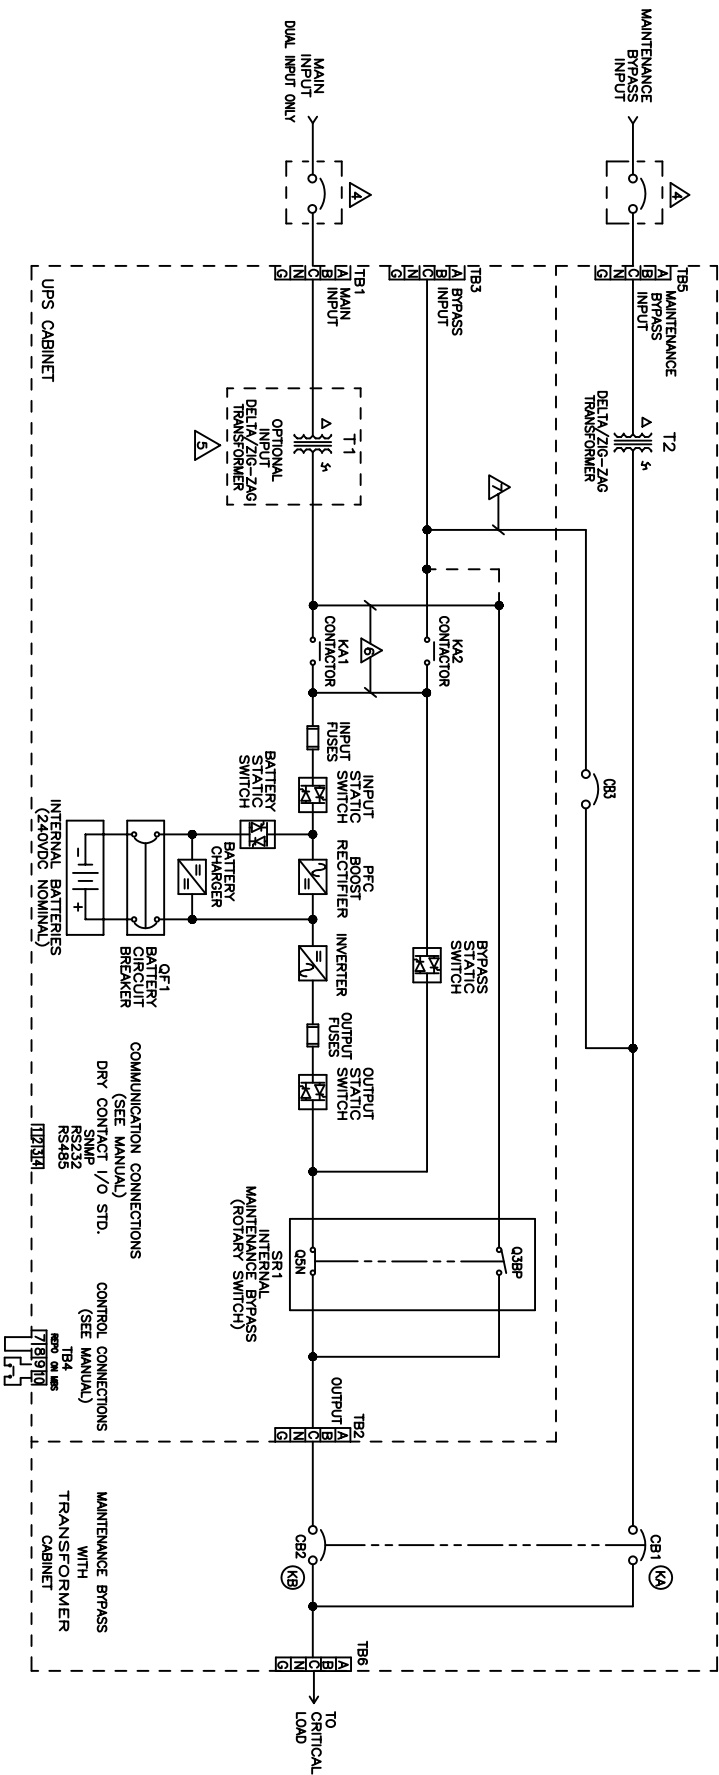 MAINTENANCE
BYPASS
INPUT
4
TB5
A
B
C
N
G
MAINTENANCE
BYPASS
INPUT
T2
DELTA/ZIG-ZAG
TRANSFORMER
CB3
CB1
KA
MAIN
INPUT
DUAL INPUT ONLY
4
TB3
A
B
C
N
G
BYPASS
INPUT
7
KA2
CONTACTOR
BYPASS
STATIC
SWITCH
TB1
A
B
C
N
G
MAIN
INPUT
T1
OPTIONAL
INPUT
DELTA/ZIG-ZAG
TRANSFORMER
5
6
KA1
CONTACTOR
INPUT
FUSES
INPUT
STATIC
SWITCH
PFC
BOOST
RECTIFIER
INVERTER
OUTPUT
FUSES
OUTPUT
STATIC
SWITCH
Q3BP
Q5N
SR1
INTERNAL
MAINTENANCE BYPASS
(ROTARY SWITCH)
OUTPUT
TB2
A
B
C
N
G
CB2
KB
TB6
A
B
C
N
G
TO
CRITICAL
LOAD
BATTERY
STATIC
SWITCH
BATTERY
CHARGER
QF1
BATTERY
CIRCUIT
BREAKER
- +
INTERNAL BATTERIES
(240VDC NOMINAL)
UPS CABINET
COMMUNICATION CONNECTIONS
(SEE MANUAL)
DRY CONTACT I/O STD.
SNMP
RS232
RS485
1 2 3 4
CONTROL CONNECTIONS
(SEE MANUAL)
TB4
REPO ON MBS
7 8 9 10
MAINTENANCE BYPASS
WITH
TRANSFORMER
CABINET